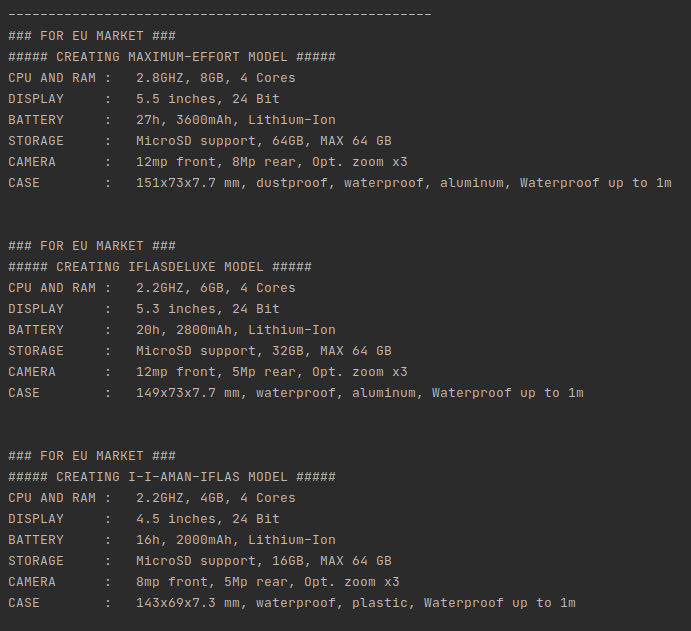 -----------------------------------------------------
### FOR EU MARKET ###
##### CREATING MAXIMUM-EFFORT MODEL #####
CPU AND RAM :   2.8GHZ, 8GB, 4 Cores
DISPLAY     :   5.5 inches, 24 Bit
BATTERY     :   27h, 3600mAh, Lithium-Ion
STORAGE     :   MicroSD support, 64GB, MAX 64 GB
CAMERA      :   12mp front, 8Mp rear, Opt. zoom x3
CASE        :   151x73x7.7 mm, dustproof, waterproof, aluminum, Waterproof up to 1m
### FOR EU MARKET ###
##### CREATING IFLASDELUXE MODEL #####
CPU AND RAM :   2.2GHZ, 6GB, 4 Cores
DISPLAY     :   5.3 inches, 24 Bit
BATTERY     :   20h, 2800mAh, Lithium-Ion
STORAGE     :   MicroSD support, 32GB, MAX 64 GB
CAMERA      :   12mp front, 5Mp rear, Opt. zoom x3
CASE        :   149x73x7.7 mm, waterproof, aluminum, Waterproof up to 1m
### FOR EU MARKET ###
##### CREATING I-I-AMAN-IFLAS MODEL #####
CPU AND RAM :   2.2GHZ, 4GB, 4 Cores
DISPLAY     :   4.5 inches, 24 Bit
BATTERY     :   16h, 2000mAh, Lithium-Ion
STORAGE     :   MicroSD support, 16GB, MAX 64 GB
CAMERA      :   8mp front, 5Mp rear, Opt. zoom x3
CASE        :   143x69x7.3 mm, waterproof, plastic, Waterproof up to 1m